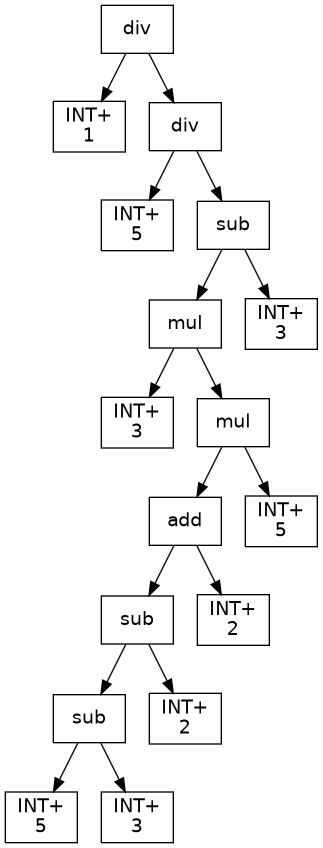 div
INT+
1
div
INT+
5
sub
mul
INT+
3
INT+
3
mul
add
INT+
5
sub
INT+
2
sub
INT+
2
INT+
5
INT+
3